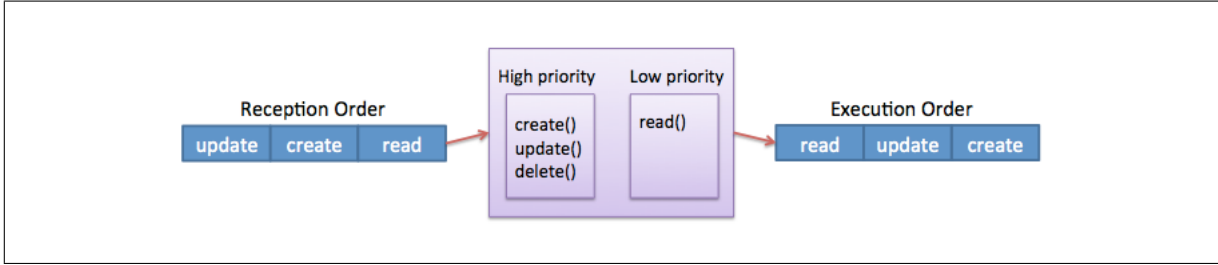 Reception Order
update create read
High priority
create()
update()
delete()
Low priority
read()
Execution Order
read update create